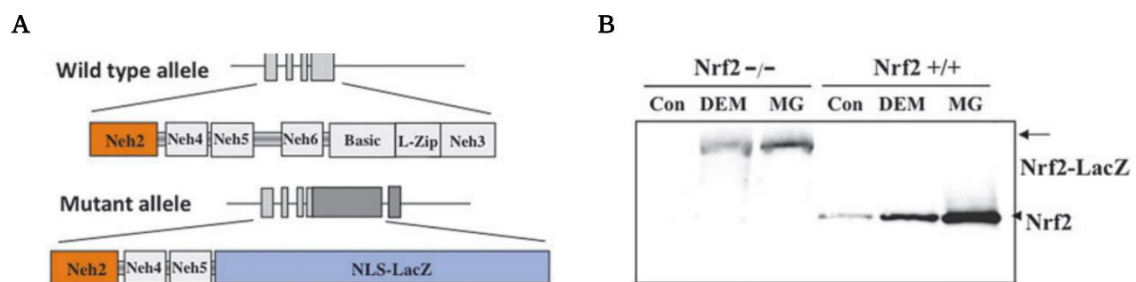 A
Wild type allele
Neh2 Neh4 Neh5 Neh6 Basic L-Zip Neh3
Mutant allele
Neh2 Neh4 Neh5 NLS-LacZ
B
Nrf2 -/- Nrf2 +/+
Con DEM MG Con DEM MG
Nrf2-LacZ
Nrf2